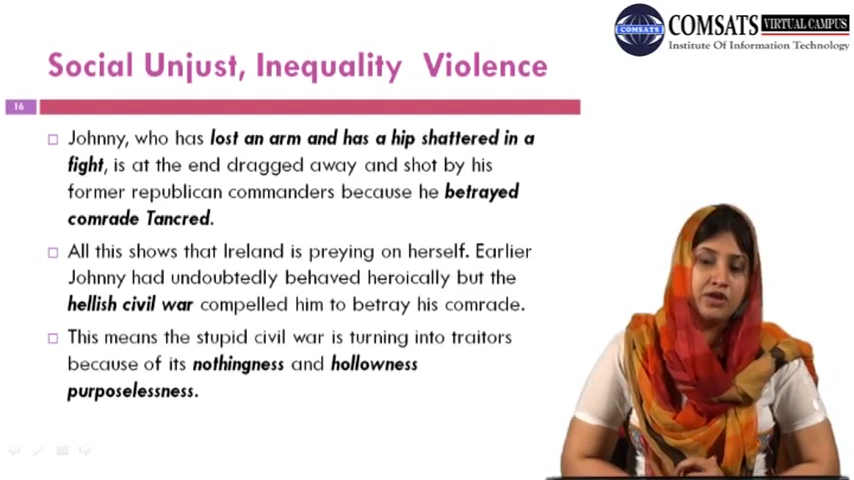 COMSATS VIRTUAL CAMPUS
Institute Of Information Technology
COMSATS
Social Unjust, Inequality Violence
16
Johnny, who has lost an arm and has a hip shattered in a
fight, is at the end dragged away and shot by his
former republican commanders because he betrayed
comrade Tancred.
All this shows that Ireland is preying on herself. Earlier
Johnny had undoubtedly behaved heroically but the
hellish civil war compelled him to betray his comrade.
This means the stupid civil war is turning into traitors
because of its nothingness and hollowness
purposelessness.